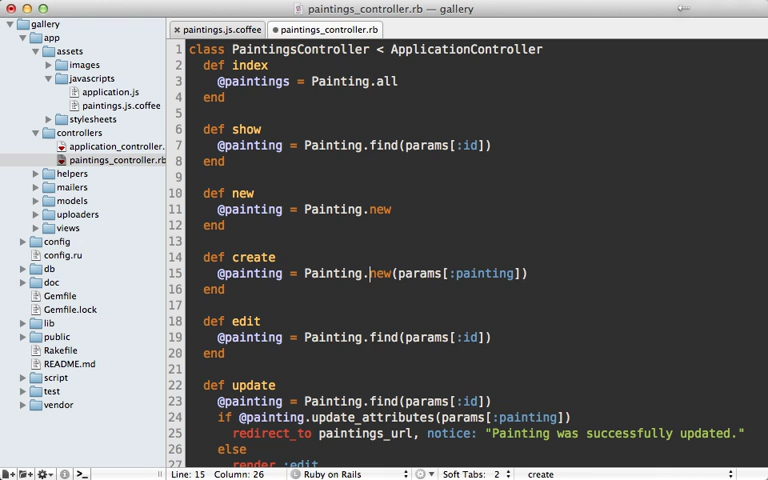 paintings_controller.rb — gallery
gallery
app
assets
images
javascripts
application.js
paintings.js.coffee
stylesheets
controllers
application_controller.
paintings_controller.rb
helpers
mailers
models
uploaders
views
config
config.ru
db
doc
Gemfile
Gemfile.lock
lib
public
Rakefile
README.md
script
test
vendor
paintings.js.coffee
paintings_controller.rb
1 class PaintingsController < ApplicationController
2 def index
3 @paintings = Painting.all
4 end
5
6 def show
7 @painting = Painting.find(params[:id])
8 end
9
10 def new
11 @painting = Painting.new
12 end
13
14 def create
15 @painting = Painting.new(params[:painting])
16 end
17
18 def edit
19 @painting = Painting.find(params[:id])
20 end
21
22 def update
23 @painting = Painting.find(params[:id])
24 if @painting.update_attributes(params[:painting])
25 redirect_to paintings_url, notice: "Painting was successfully updated."
26 else
27 render :edit
Line: 15 Column: 26 Ruby on Rails Soft Tabs: 2 create